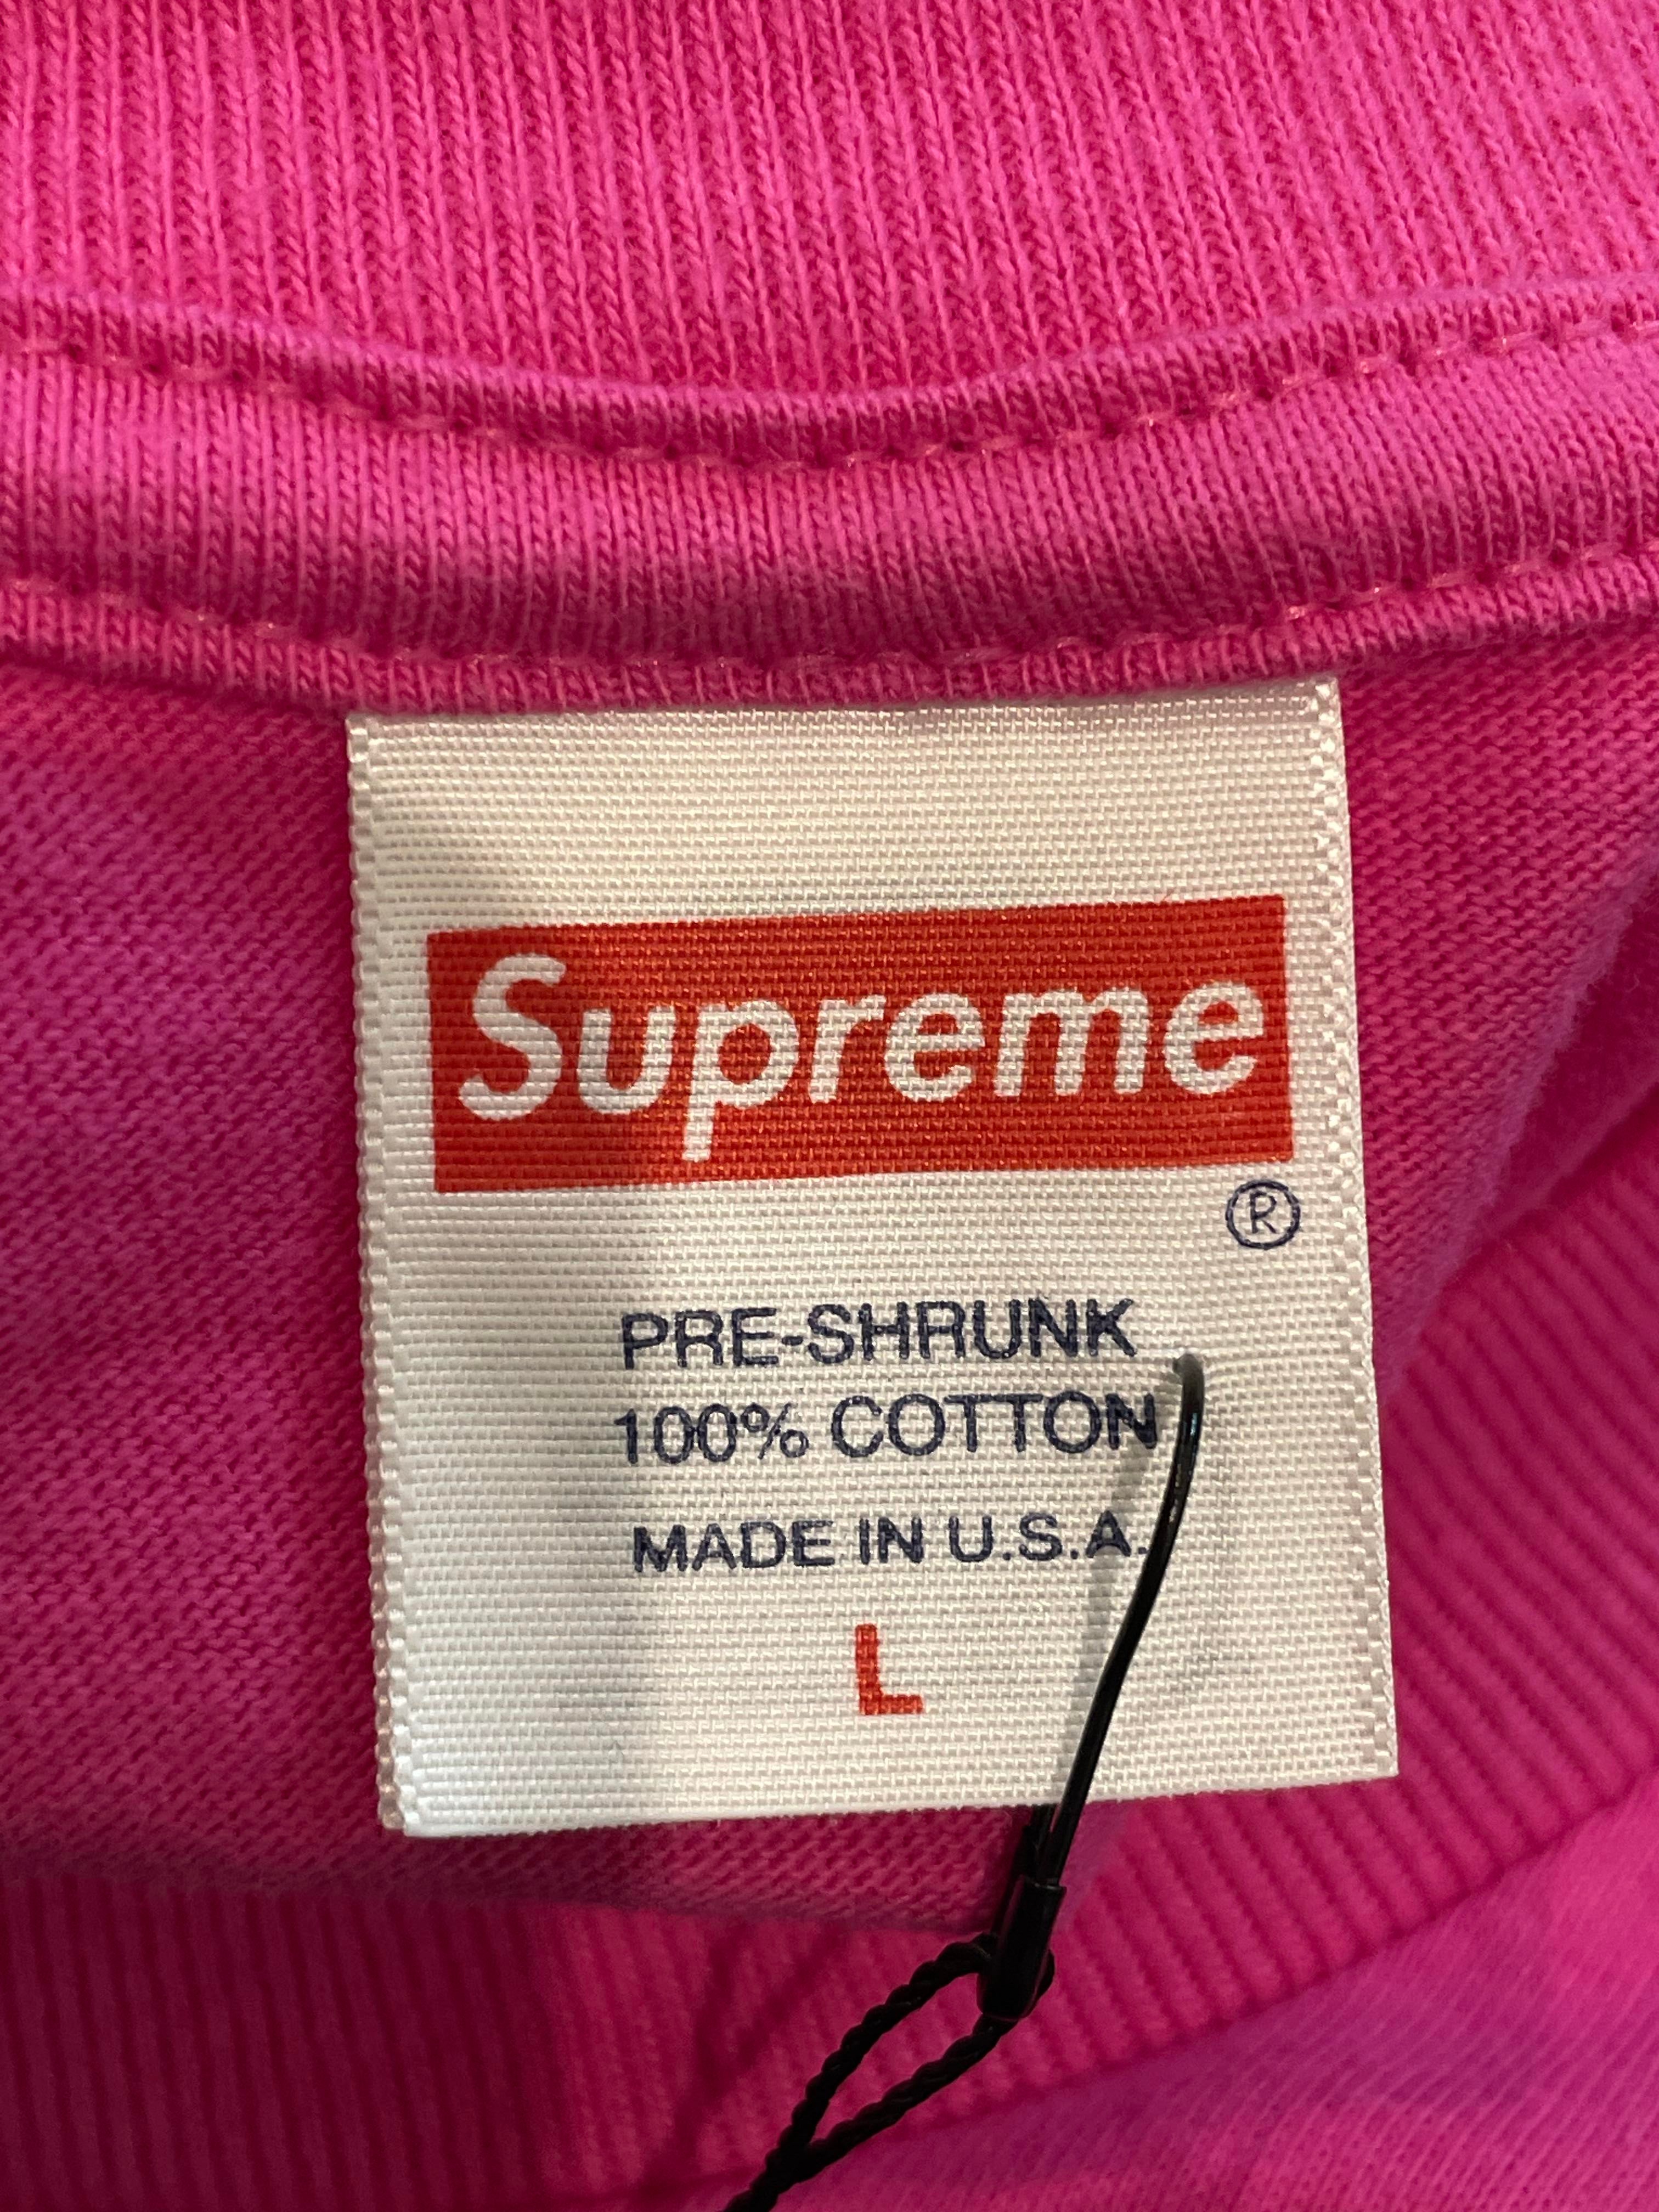 Supreme
®
PRE-SHRUNK
100% COTTON
MADE IN U.S.A.
L